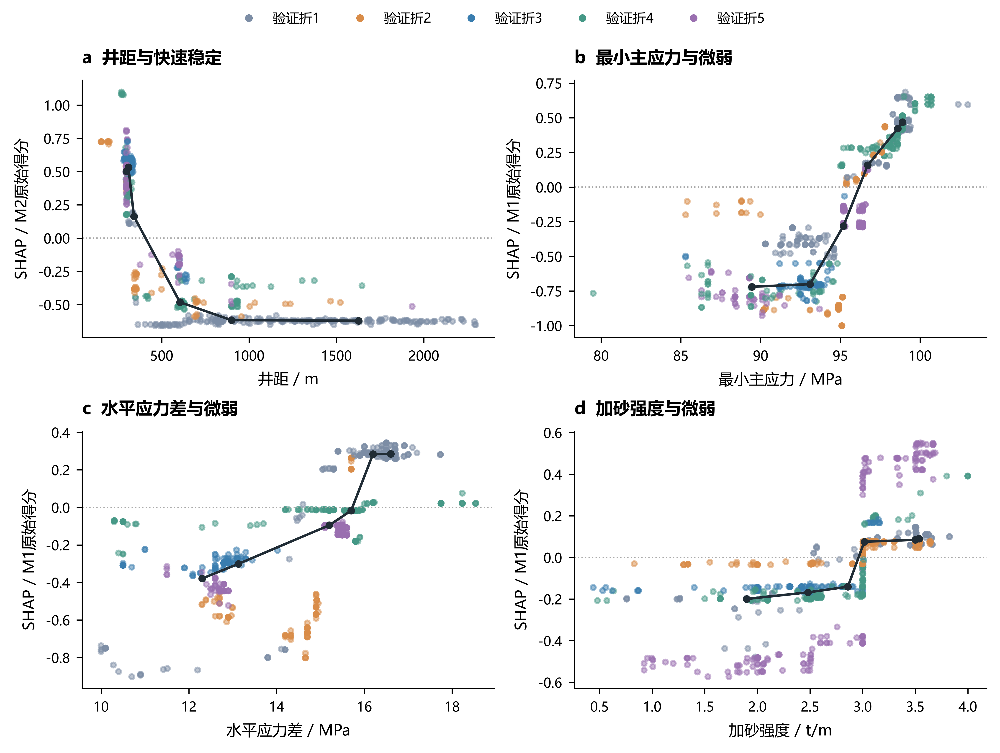 验证折1 验证折2 验证折3 验证折4 验证折5
a 井距与快速稳定
SHAP / M2原始得分
1.00
0.75
0.50
0.25
0.00
-0.25
-0.50
500 1000 1500 2000
井距 / m
b 最小主应力与微弱
SHAP / M1原始得分
0.75
0.50
0.25
0.00
-0.25
-0.50
-0.75
-1.00
80 85 90 95 100
最小主应力 / MPa
c 水平应力差与微弱
SHAP / M1原始得分
0.4
0.2
0.0
-0.2
-0.4
-0.6
-0.8
10 12 14 16 18
水平应力差 / MPa
d 加砂强度与微弱
SHAP / M1原始得分
0.6
0.4
0.2
0.0
-0.2
-0.4
-0.6
0.5 1.0 1.5 2.0 2.5 3.0 3.5 4.0
加砂强度 / t/m